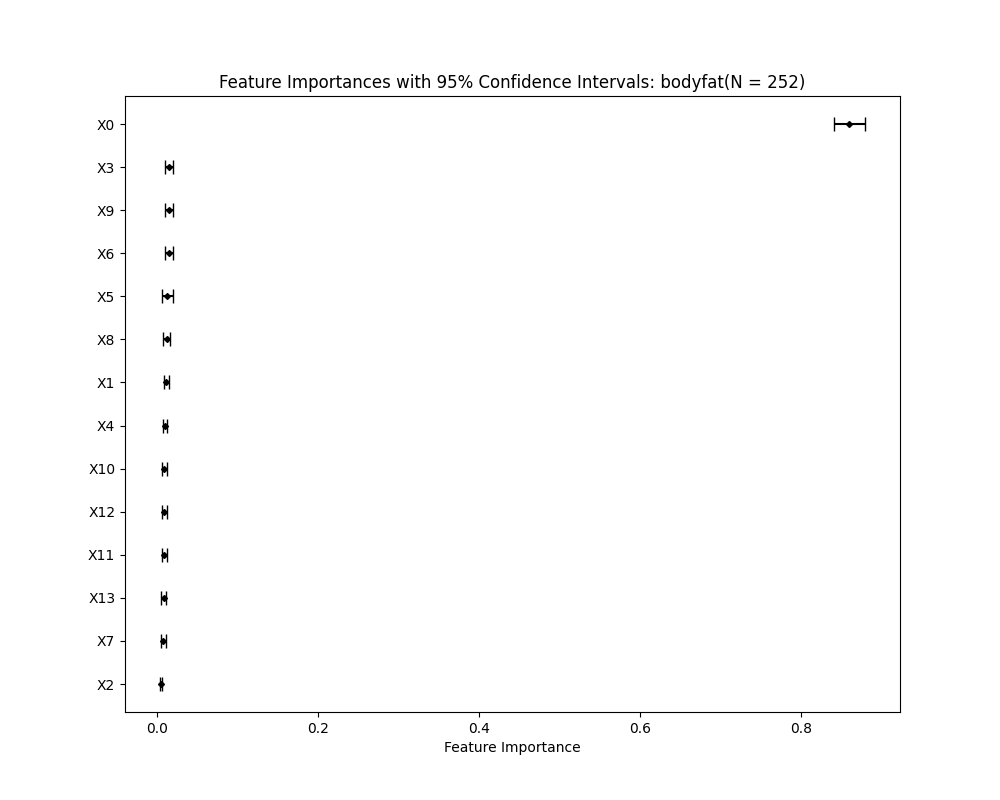 Feature Importances with 95% Confidence Intervals: bodyfat(N = 252)
X0
X3
X9
X6
X5
X8
X1
X4
X10
X12
X11
X13
X7
X2
0.0 0.2 0.4 0.6 0.8
Feature Importance